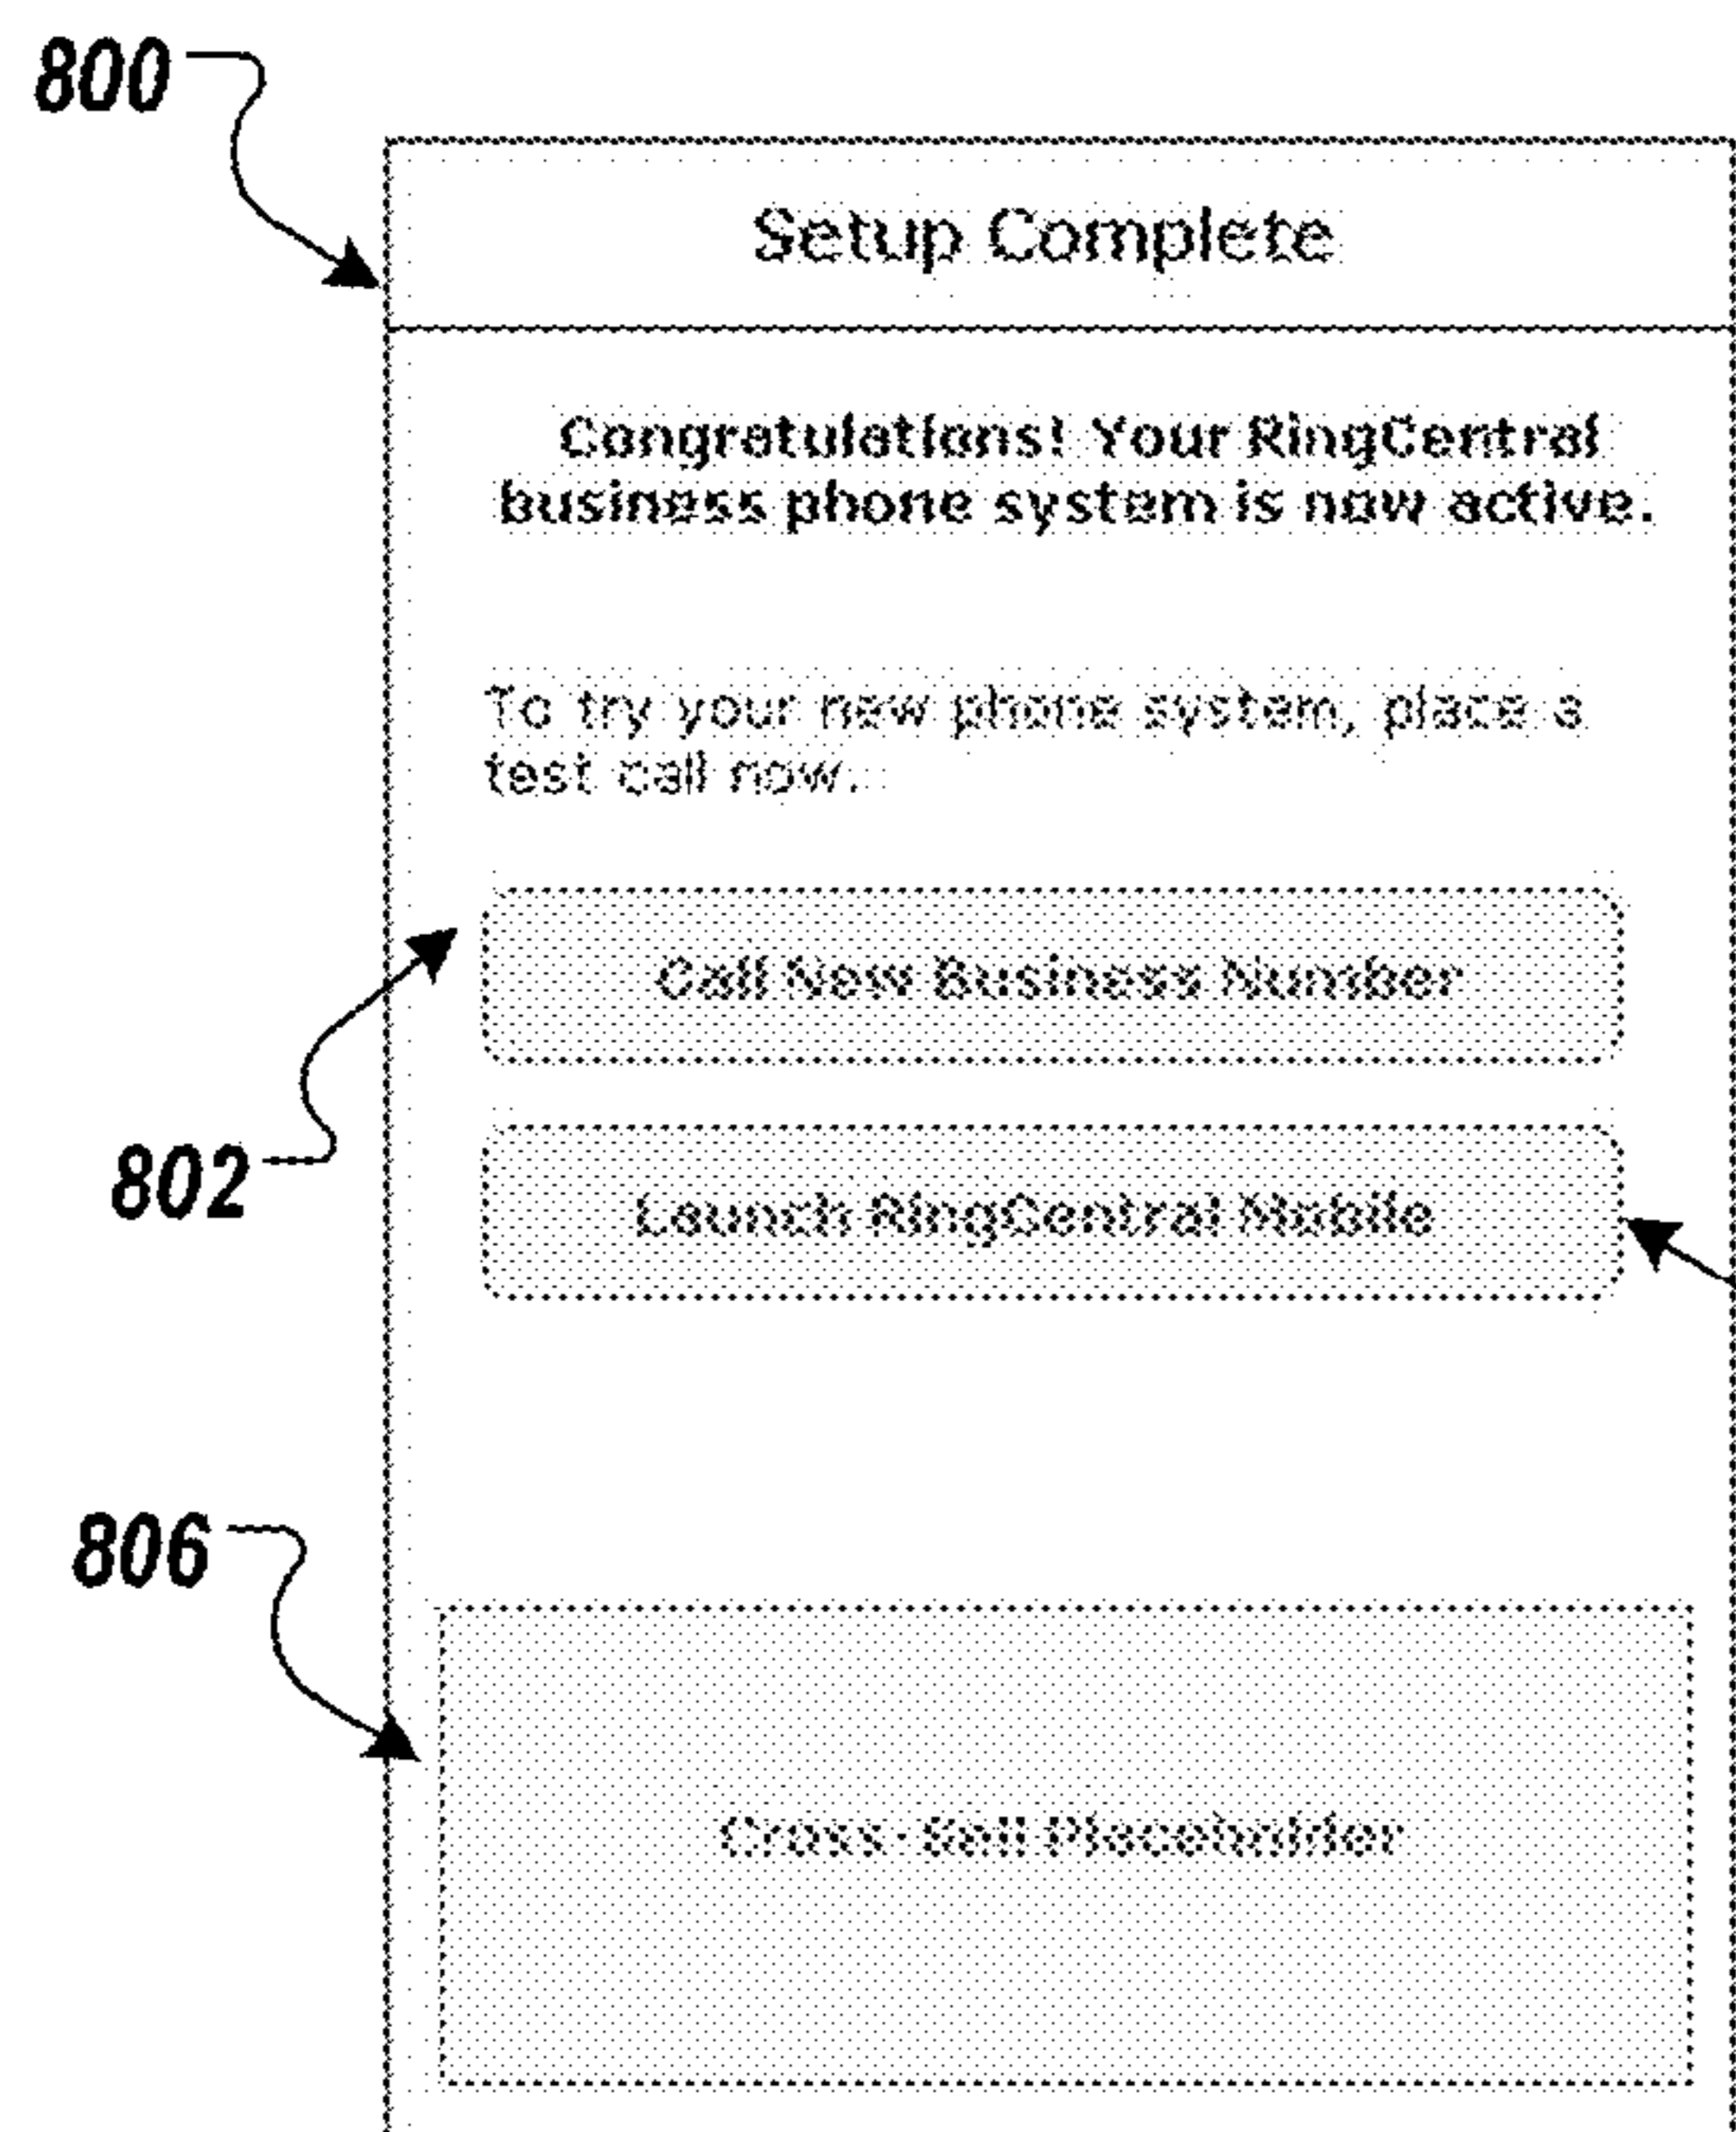 800
Setup Complete
Congratulations! Your RingCentral
business phone system is now active.
To try your new phone system, place a
test call now.
Call New Business Number
802
Launch RingCentral Mobile
806
Cross-Sell Placeholder